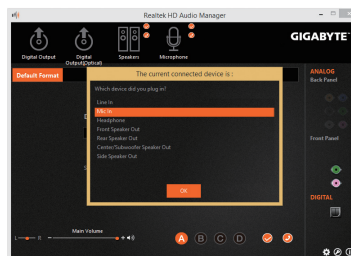 Realtek HD Audio Manager
GIGABYTE
Digital Output
Digital Output(Optical)
Speakers
Microphone
Default Format
The current connected device is :
Which device did you plug in?
Line In
Mic In
Headphone
Front Speaker Out
Rear Speaker Out
Center/Subwoofer Speaker Out
Side Speaker Out
OK
ANALOG
Back Panel
Front Panel
DIGITAL
Main Volume
L
R
A
B
C
D